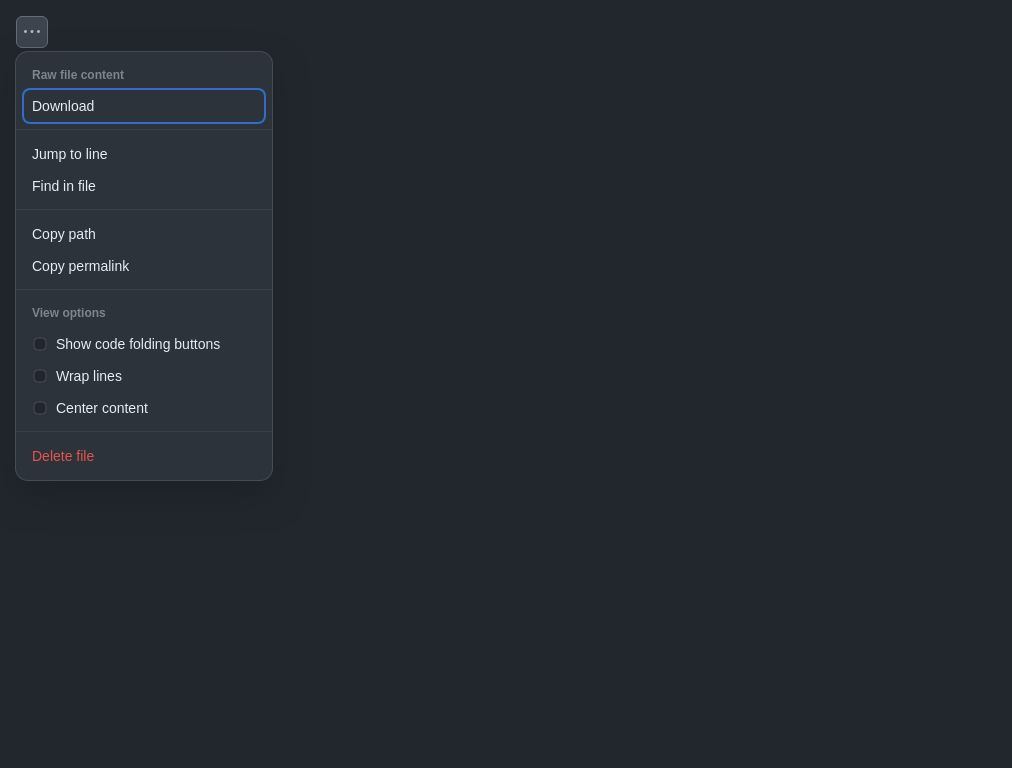 Raw file content
Download
Jump to line
Find in file
Copy path
Copy permalink
View options
Show code folding buttons
Wrap lines
Center content
Delete file